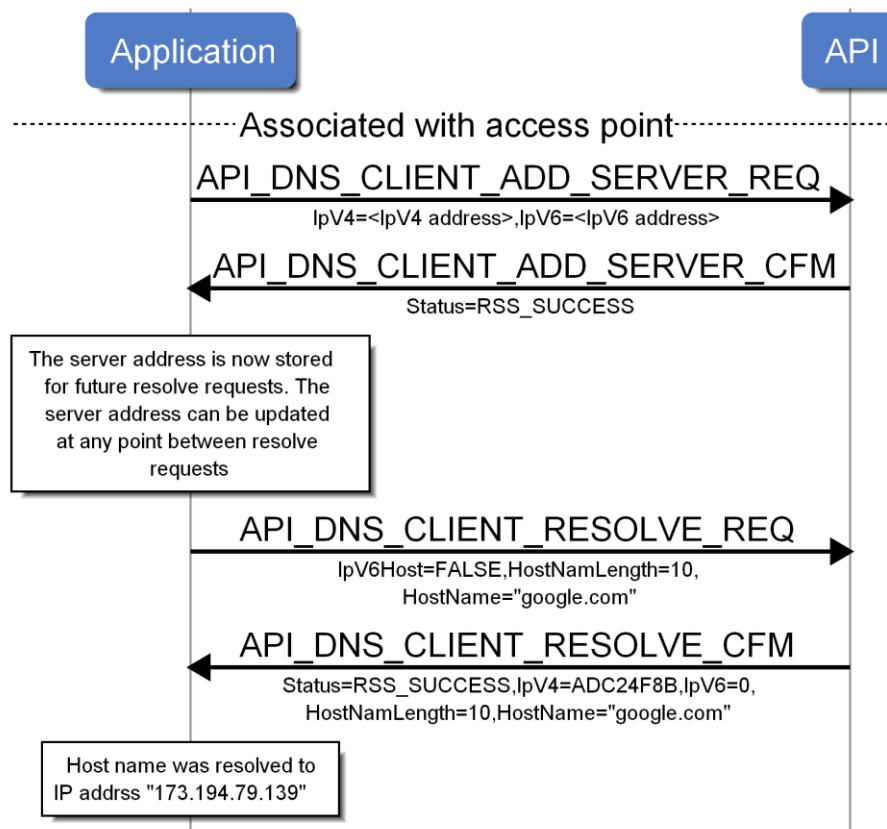 Application
API
Associated with access point
API_DNS_CLIENT_ADD_SERVER_REQ
IpV4=<IpV4 address>,IpV6=<IpV6 address>
API_DNS_CLIENT_ADD_SERVER_CFM
Status=RSS_SUCCESS
The server address is now stored
for future resolve requests. The
server address can be updated
at any point between resolve
requests
API_DNS_CLIENT_RESOLVE_REQ
IpV6Host=FALSE,HostNamLength=10,
HostName="google.com"
API_DNS_CLIENT_RESOLVE_CFM
Status=RSS_SUCCESS,IpV4=ADC24F8B,IpV6=0,
HostNamLength=10,HostName="google.com"
Host name was resolved to
IP addrss "173.194.79.139"